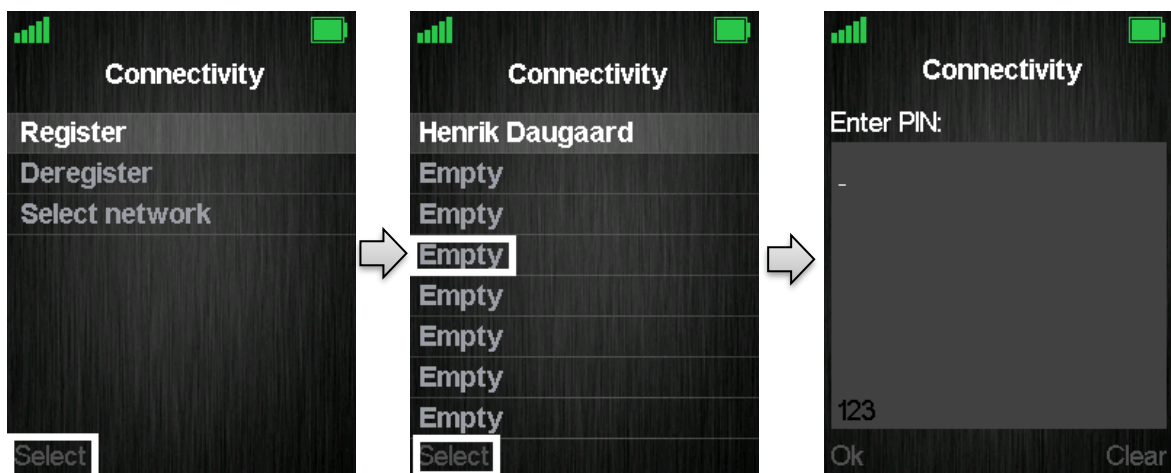 Connectivity
Register
Deregister
Select network
Select
Connectivity
Henrik Daugaard
Empty
Empty
Empty
Empty
Empty
Empty
Empty
Select
Connectivity
Enter PIN:
-
123
Ok Clear